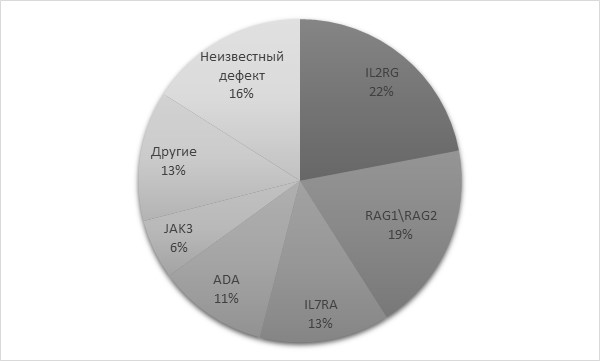 Неизвестный
дефект
16%
IL2RG
22%
Другие
13%
RAG1\RAG2
19%
JAK3
6%
ADA
11%
IL7RA
13%